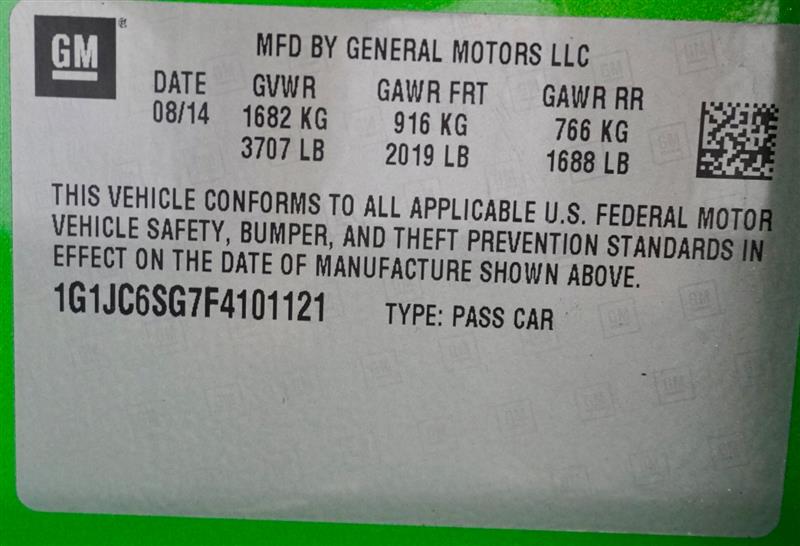 GM ®
MFD BY GENERAL MOTORS LLC
DATE GVWR GAWR FRT GAWR RR
08/14 1682 KG 916 KG 766 KG
3707 LB 2019 LB 1688 LB
THIS VEHICLE CONFORMS TO ALL APPLICABLE U.S. FEDERAL MOTOR
VEHICLE SAFETY, BUMPER, AND THEFT PREVENTION STANDARDS IN
EFFECT ON THE DATE OF MANUFACTURE SHOWN ABOVE.
1G1JC6SG7F4101121 TYPE: PASS CAR